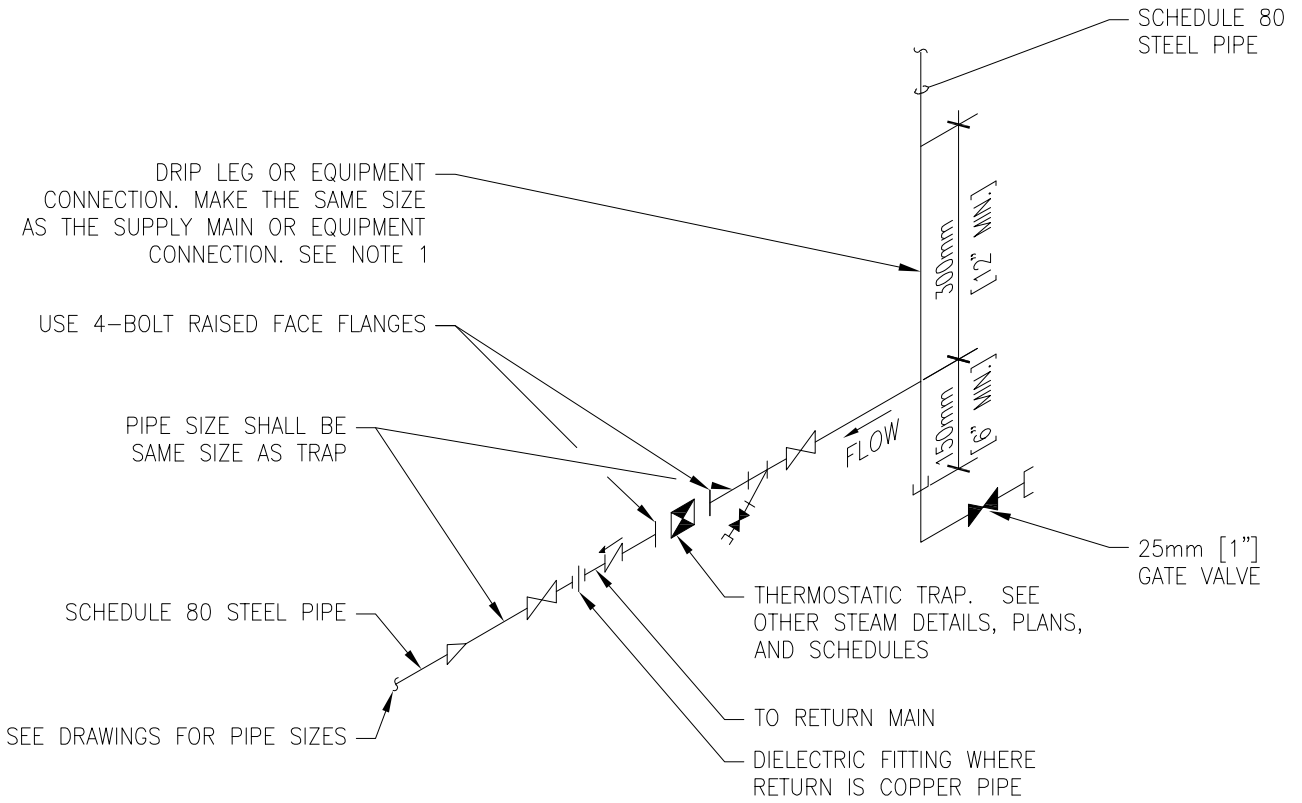 SCHEDULE 80
STEEL PIPE
DRIP LEG OR EQUIPMENT
CONNECTION. MAKE THE SAME SIZE
AS THE SUPPLY MAIN OR EQUIPMENT
CONNECTION. SEE NOTE 1
300mm
[12" MIN.]
USE 4-BOLT RAISED FACE FLANGES
150mm
[6" MIN.]
PIPE SIZE SHALL BE
SAME SIZE AS TRAP
FLOW
25mm [1"]
GATE VALVE
THERMOSTATIC TRAP. SEE
OTHER STEAM DETAILS, PLANS,
AND SCHEDULES
SCHEDULE 80 STEEL PIPE
TO RETURN MAIN
SEE DRAWINGS FOR PIPE SIZES
DIELECTRIC FITTING WHERE
RETURN IS COPPER PIPE